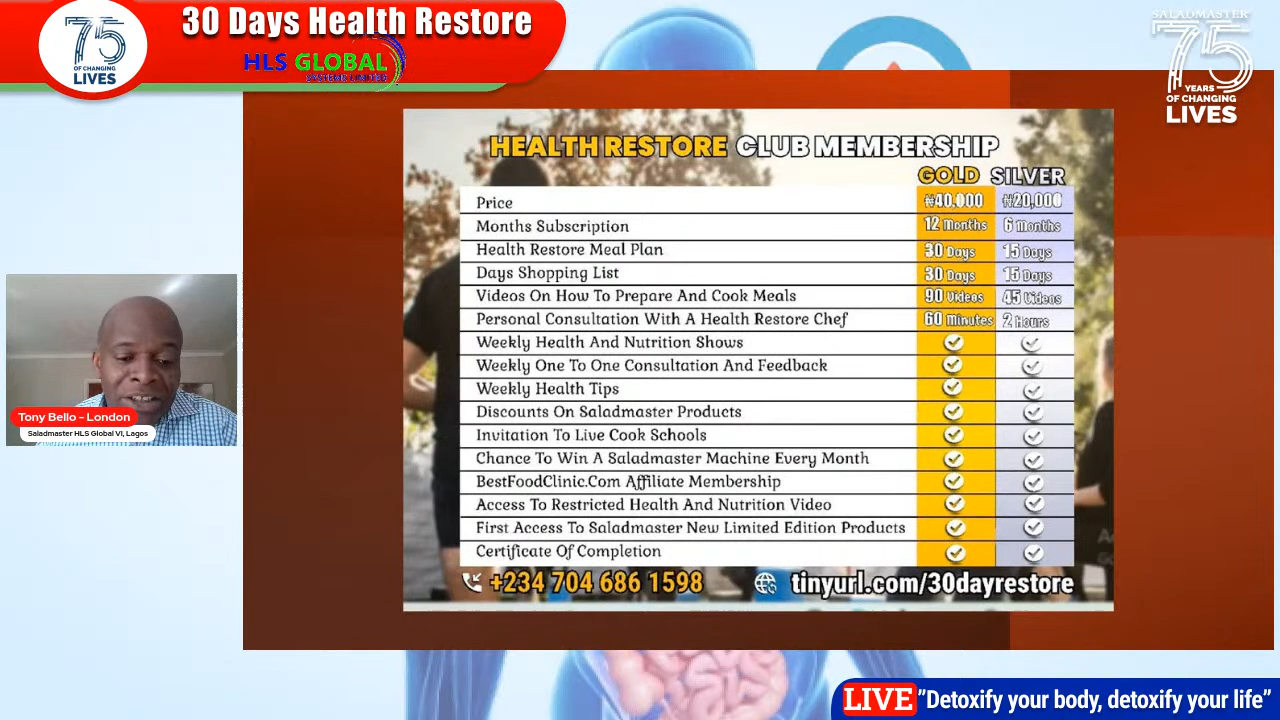 75
OF CHANGING
LIVES
30 Days Health Restore
HLS GLOBAL
SYSTEMS LIMITED
SALADMASTER
75
YEARS
OF CHANGING
LIVES
HEALTH RESTORE CLUB MEMBERSHIP
GOLD SILVER
Price ₦40,000 ₦20,000
Months Subscription 12 Months 6 Months
Health Restore Meal Plan 30 Days 15 Days
Days Shopping List 30 Days 15 Days
Videos On How To Prepare And Cook Meals 90 Videos 45 Videos
Personal Consultation With A Health Restore Chef 60 minutes 2 Hours
Weekly Health And Nutrition Shows
Weekly One To One Consultation And Feedback
Weekly Health Tips
Discounts On Saladmaster Products
Invitation To Live Cook Schools
Chance To Win A Saladmaster Machine Every Month
BestFoodClinic.Com Affiliate Membership
Access To Restricted Health And Nutrition Video
First Access To Saladmaster New Limited Edition Products
Certificate Of Completion
+234 704 686 1598 tinyurl.com/30dayrestore
Tony Bello - London
Saladmaster HLS Global VI, Lagos
LIVE "Detoxify your body, detoxify your life"